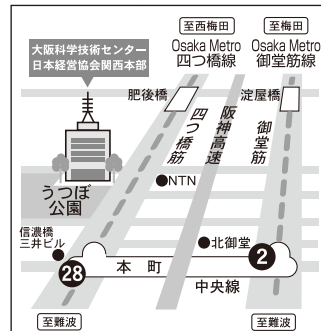 至西梅田
至梅田
Osaka Metro
四つ橋線
Osaka Metro
御堂筋線
大阪科学技術センター
日本経営協会関西本部
肥後橋
淀屋橋
四つ橋筋
阪神高速
御堂筋
うつぼ
公園
NTN
信濃橋
三井ビル
北御堂
2
28
本町
中央線
至難波
至難波